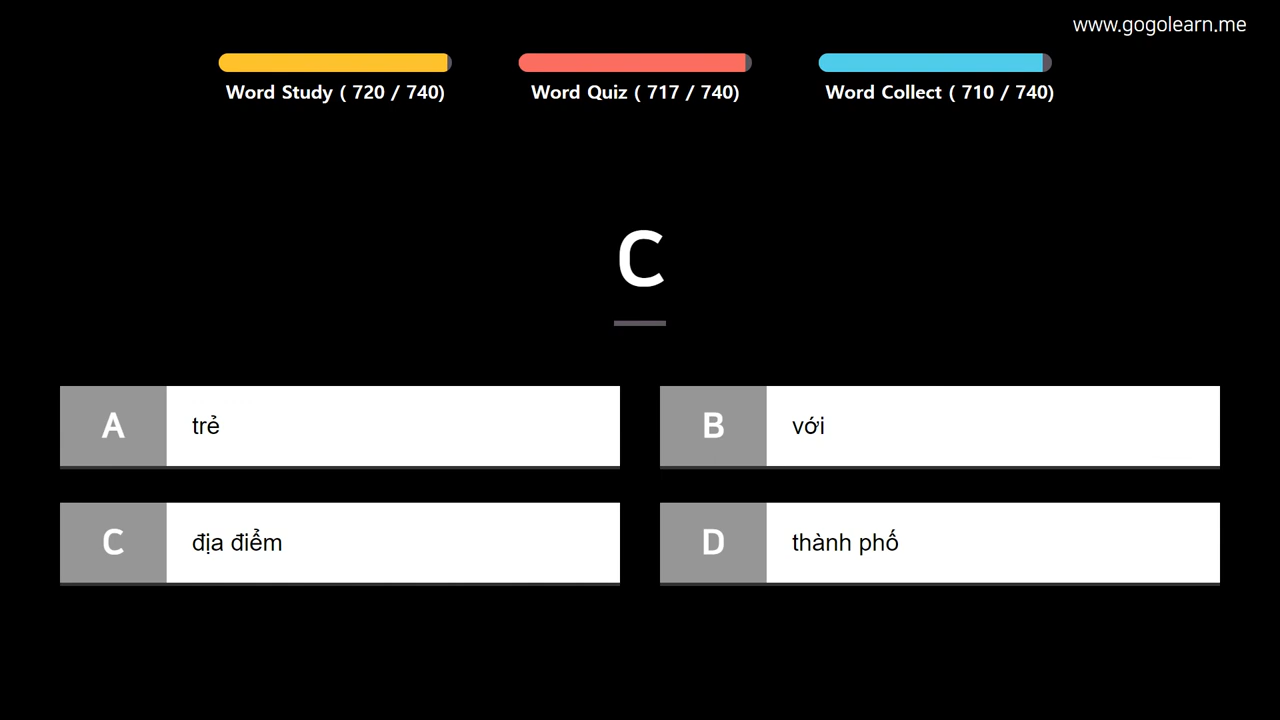 www.gogolearn.me
Word Study ( 720 / 740)
Word Quiz ( 717 / 740)
Word Collect ( 710 / 740)
C
A trẻ
B với
C địa điểm
D thành phố